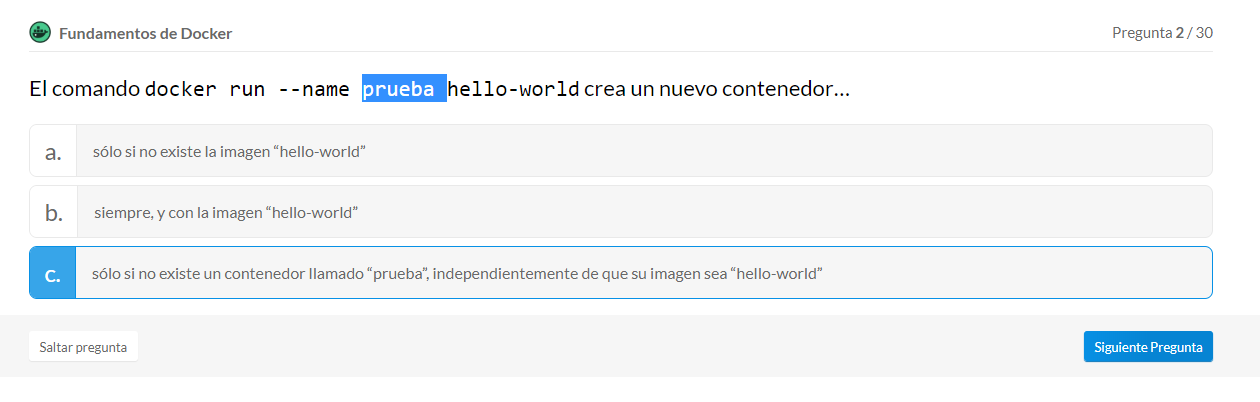 Fundamentos de Docker
Pregunta 2 / 30
El comando docker run --name prueba hello-world crea un nuevo contenedor...
a. sólo si no existe la imagen “hello-world”
b. siempre, y con la imagen “hello-world”
c. sólo si no existe un contenedor llamado “prueba”, independientemente de que su imagen sea “hello-world”
Saltar pregunta
Siguiente Pregunta